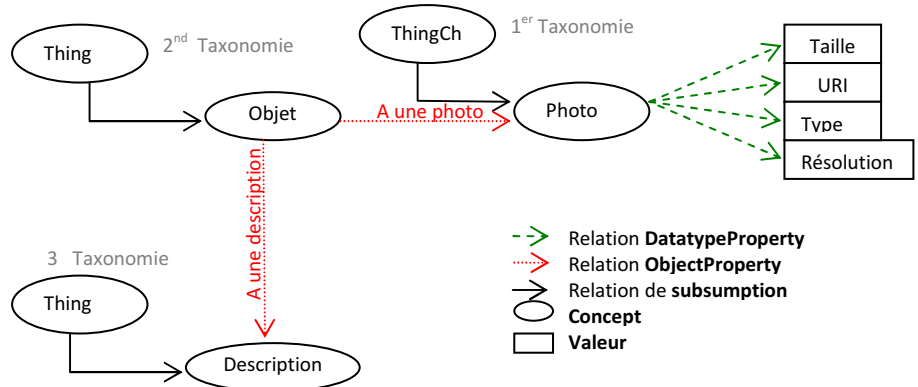 Thing
2nd Taxonomie
ThingCh
1er Taxonomie
Taille
URI
Type
Résolution
Objet
A une photo
Photo
A une description
3 Taxonomie
Thing
Description
Relation DatatypeProperty
Relation ObjectProperty
Relation de subsumption
Concept
Valeur